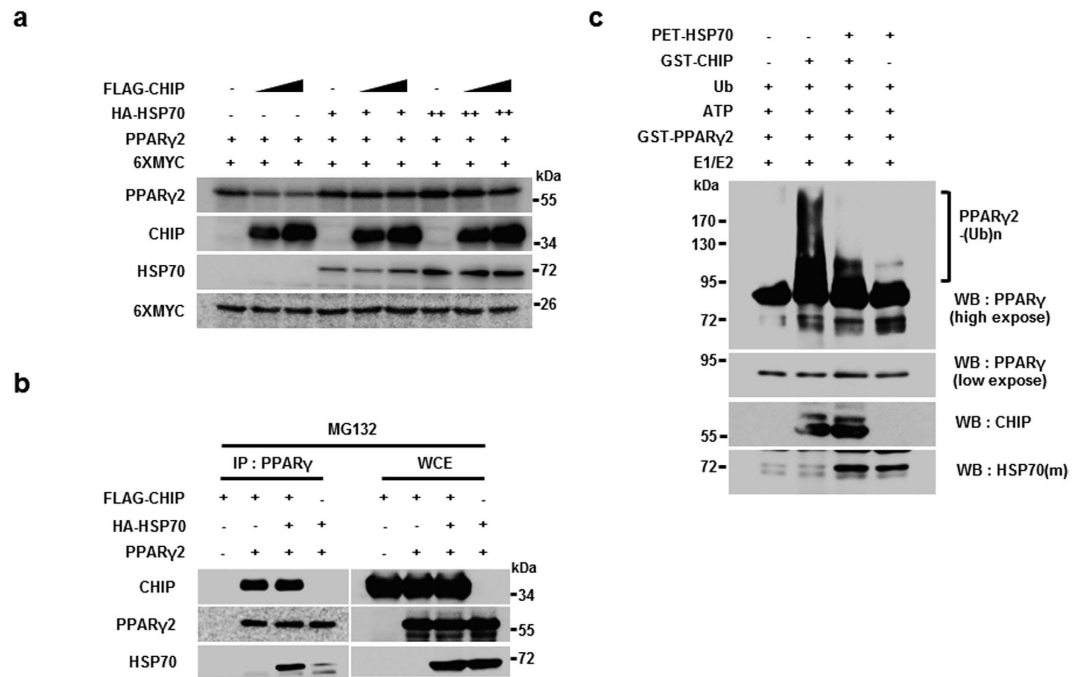 a
FLAG-CHIP - -
HA-HSP70 - - - + + + ++ ++ ++
PPARγ2 + + + + + + + + +
6XMYC + + + + + + + + +
kDa
PPARγ2 -55
CHIP -34
HSP70 -72
6XMYC -26
b
MG132
IP : PPARγ WCE
FLAG-CHIP + + + - + + + -
HA-HSP70 - - + + - - + +
PPARγ2 - + + + - + + +
kDa
CHIP -34
PPARγ2 -55
HSP70 -72
c
PET-HSP70 - - + +
GST-CHIP - + + -
Ub + + + +
ATP + + + +
GST-PPARγ2 + + + +
E1/E2 + + + +
kDa
170-
130-
95-
72-
PPARγ2
-(Ub)n
WB : PPARγ
(high expose)
95-
WB : PPARγ
(low expose)
55-
WB : CHIP
72-
WB : HSP70(m)